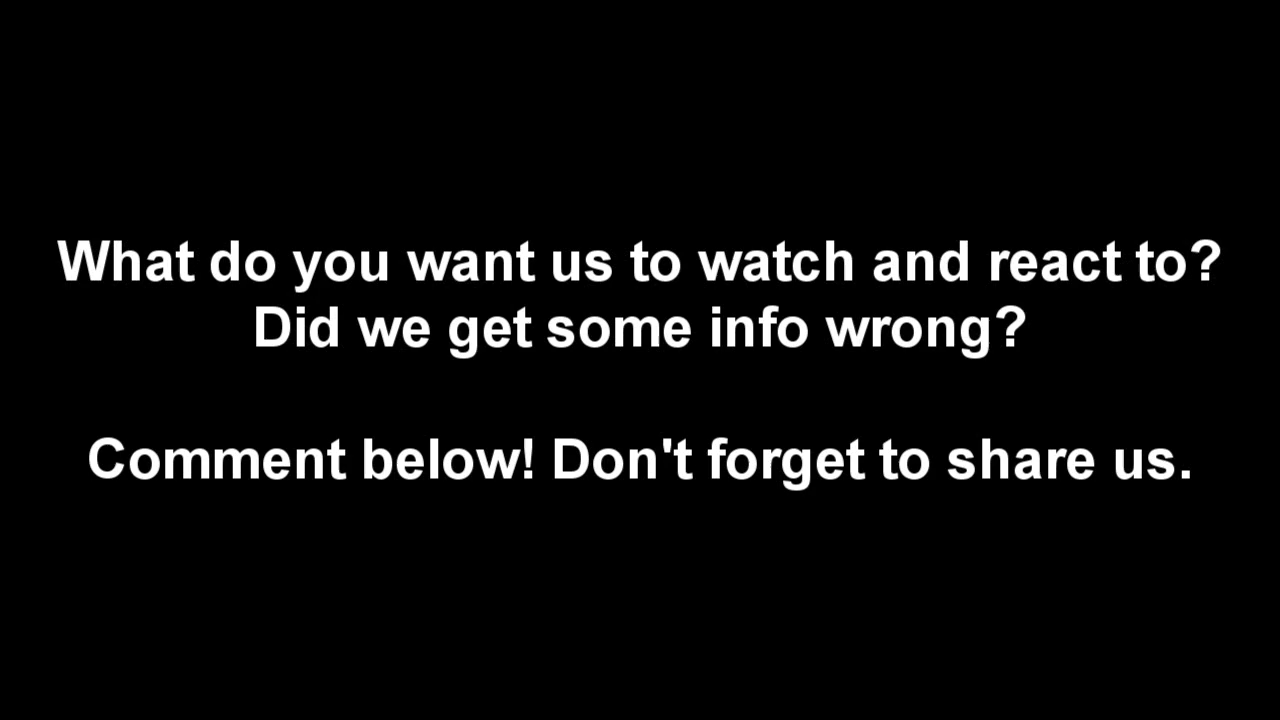 What do you want us to watch and react to?
Did we get some info wrong?
Comment below! Don't forget to share us.